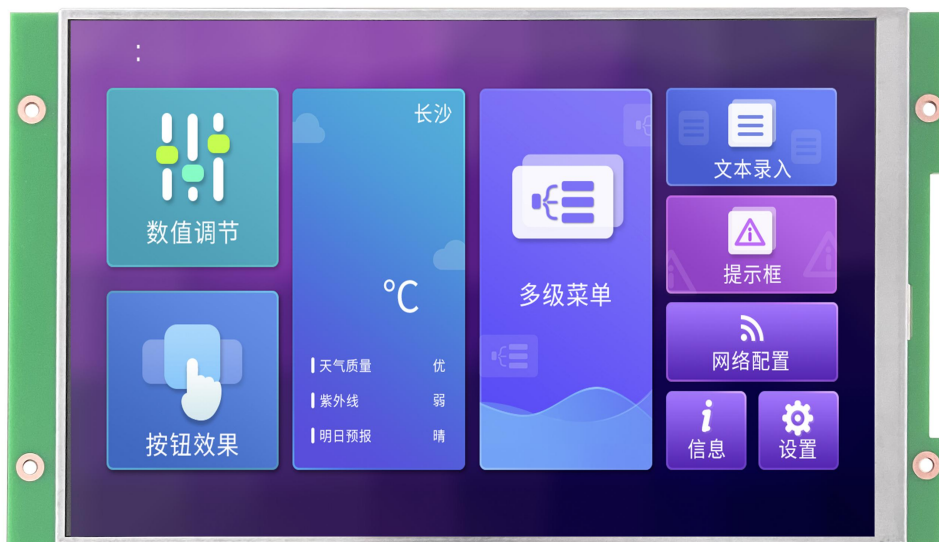 :
数值调节
按钮效果
长沙
℃
天气质量 优
紫外线 弱
明日预报 晴
多级菜单
文本录入
提示框
网络配置
信息
设置